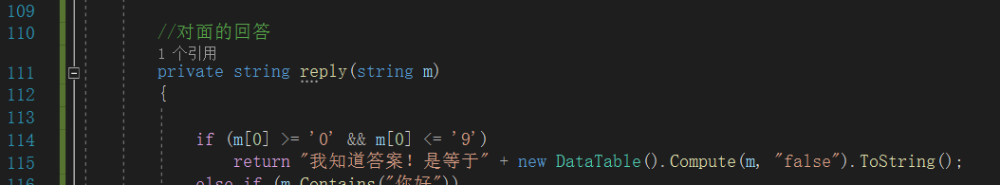 109
110 //对面的回答
1 个引用
111 private string reply(string m)
112 {
113
114 if (m[0] >= '0' && m[0] <= '9')
115 return "我知道答案！是等于" + new DataTable().Compute(m, "false").ToString();
116 else if (m.Contains("你好"))